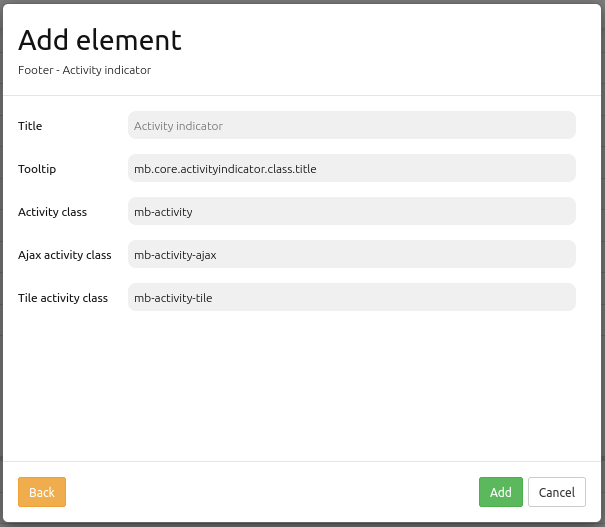 Add element
Footer - Activity indicator
Title Activity indicator
Tooltip mb.core.activityindicator.class.title
Activity class mb-activity
Ajax activity class mb-activity-ajax
Tile activity class mb-activity-tile
Back Add Cancel